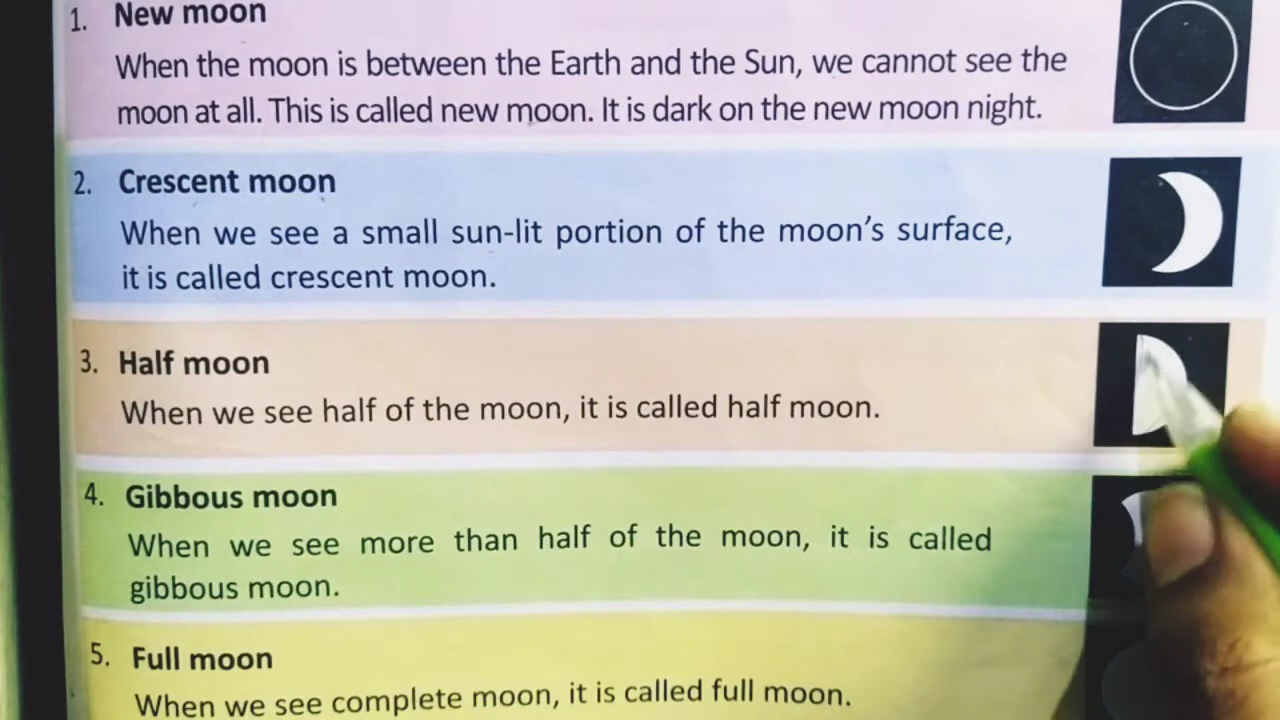 1. New moon
When the moon is between the Earth and the Sun, we cannot see the
moon at all. This is called new moon. It is dark on the new moon night.
2. Crescent moon
When we see a small sun-lit portion of the moon's surface,
it is called crescent moon.
3. Half moon
When we see half of the moon, it is called half moon.
4. Gibbous moon
When we see more than half of the moon, it is called
gibbous moon.
5. Full moon
When we see complete moon, it is called full moon.